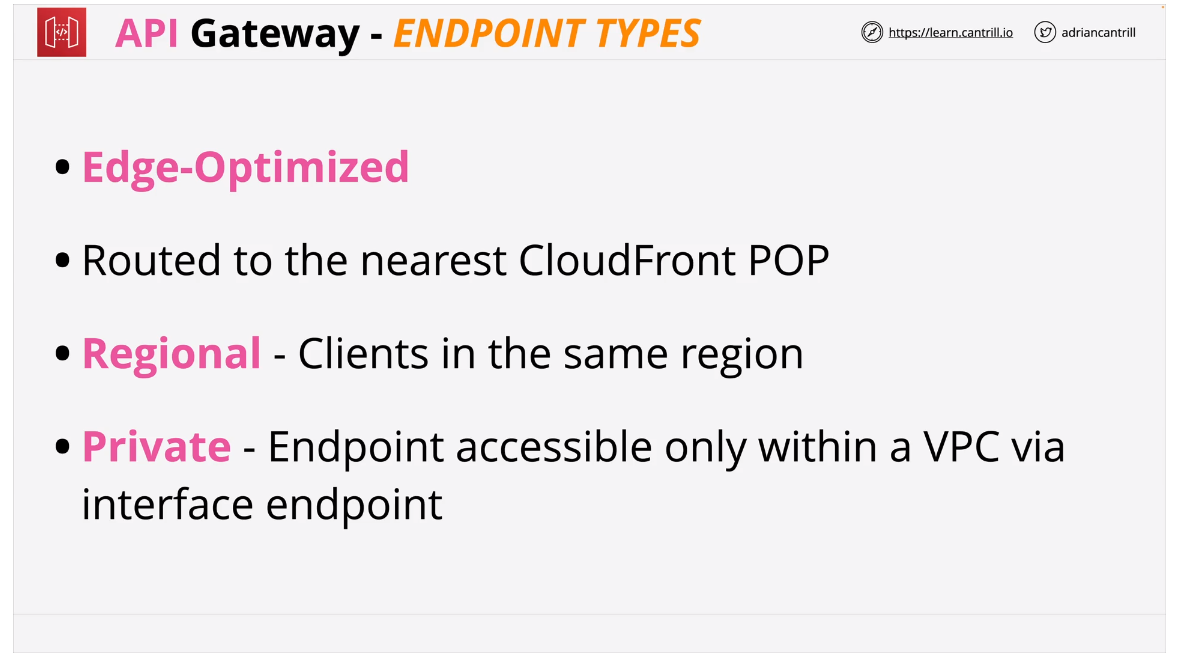 API Gateway - ENDPOINT TYPES
https://learn.cantrill.io
adriancantrill
• Edge-Optimized
• Routed to the nearest CloudFront POP
• Regional - Clients in the same region
• Private - Endpoint accessible only within a VPC via
interface endpoint